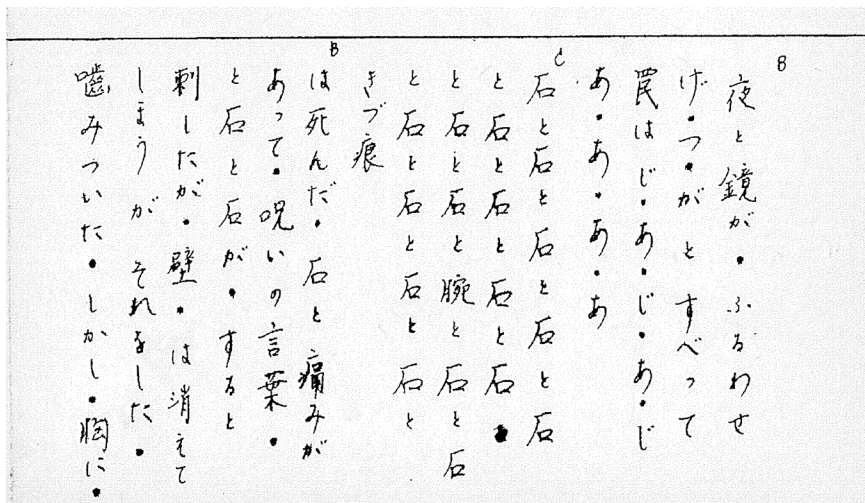 B
夜と鏡が・ふるわせ
げ・つ・がとすべって
罠はじ・あ・じ・あ・じ
あ・あ・あ・あ
C
石と石と石と石と石と石
と石と石と石と石と石・
と石と石と腕と石と石
と石と石と石と石と
きづ痕
B
は死んだ・石と痛みが
あって・呪いの言葉・
と石と石が・すると
刺したが・壁・は消えて
しまうが それをした・
噛みついた・しかし・胸に・